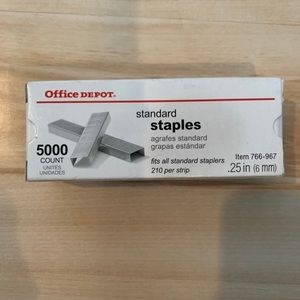 Office DEPOT.
standard
staples
agrafes standard
grapas estándar
5000
COUNT
UNITÉS
UNIDADES
fits all standard staplers
210 per strip
Item 766-967
.25 in (6 mm)